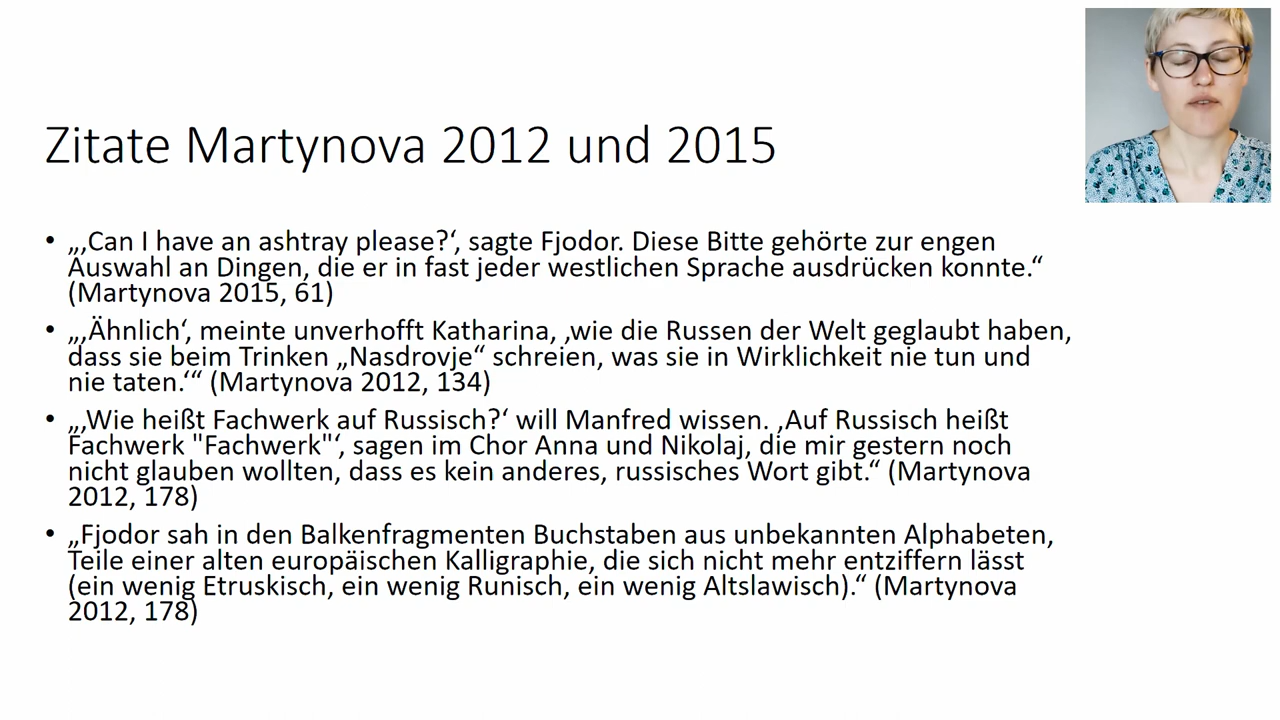 Zitate Martynova 2012 und 2015
• „‚Can I have an ashtray please?‘, sagte Fjodor. Diese Bitte gehörte zur engen
Auswahl an Dingen, die er in fast jeder westlichen Sprache ausdrücken konnte.“
(Martynova 2015, 61)
• „‚Ähnlich‘, meinte unverhofft Katharina, ‚wie die Russen der Welt geglaubt haben,
dass sie beim Trinken „Nasdrovje“ schreien, was sie in Wirklichkeit nie tun und
nie taten.‘“ (Martynova 2012, 134)
• „‚Wie heißt Fachwerk auf Russisch?‘ will Manfred wissen. ‚Auf Russisch heißt
Fachwerk "Fachwerk"‘, sagen im Chor Anna und Nikolaj, die mir gestern noch
nicht glauben wollten, dass es kein anderes, russisches Wort gibt.“ (Martynova
2012, 178)
• „Fjodor sah in den Balkenfragmenten Buchstaben aus unbekannten Alphabeten,
Teile einer alten europäischen Kalligraphie, die sich nicht mehr entziffern lässt
(ein wenig Etruskisch, ein wenig Runisch, ein wenig Altslawisch).“ (Martynova
2012, 178)